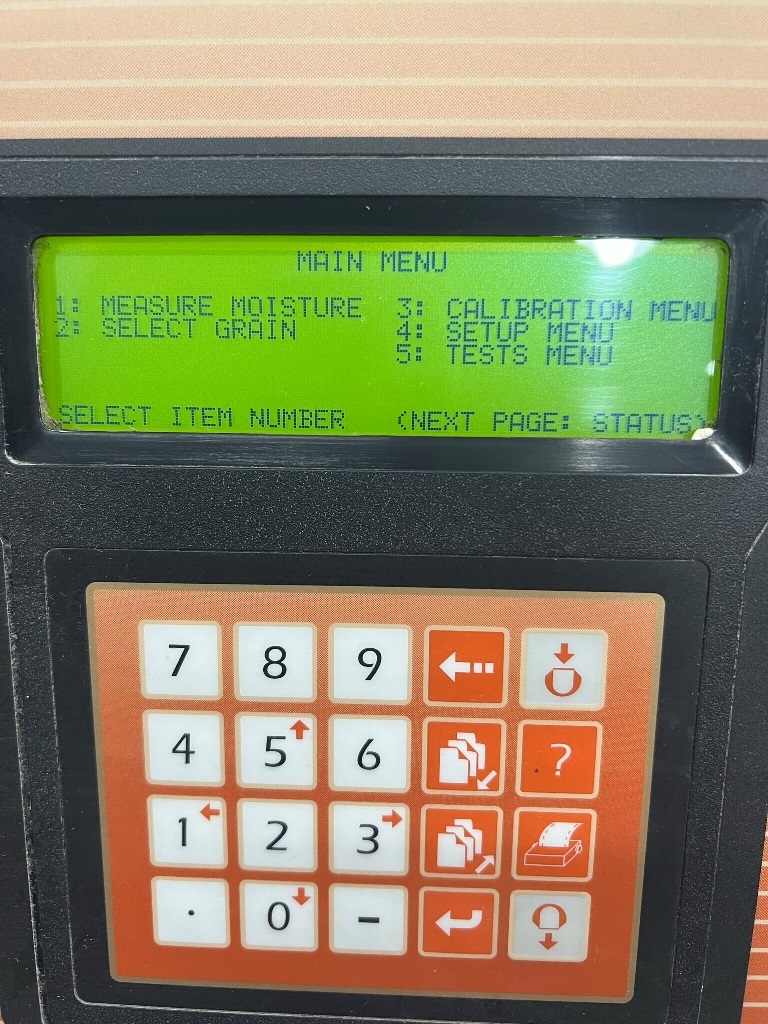 MAIN MENU
1: MEASURE MOISTURE 3: CALIBRATION MENU
2: SELECT GRAIN 4: SETUP MENU
5: TESTS MENU
SELECT ITEM NUMBER (NEXT PAGE: STATUS)
7 8 9
4 5 6 ?
1 2 3
. 0 -